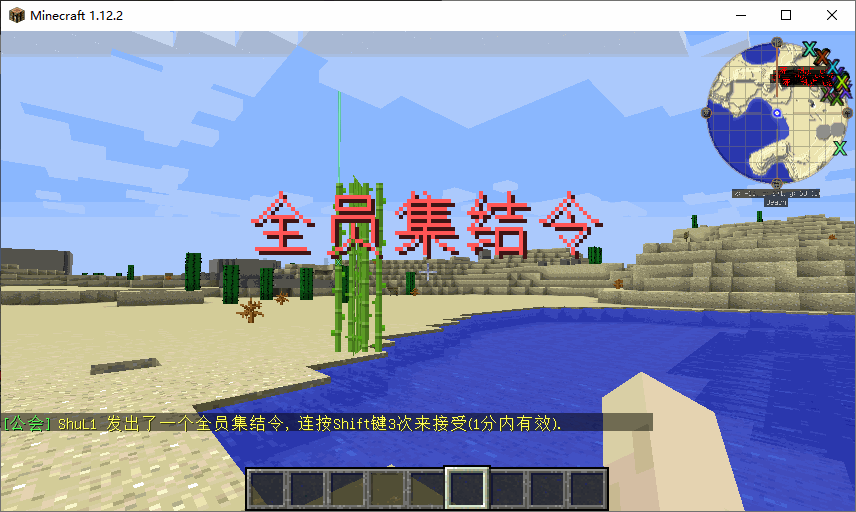 Minecraft 1.12.2
全员集结令
[公会] ShuL1 发出了一个全员集结令, 连按Shift键3次来接受(1分内有效).
Beach